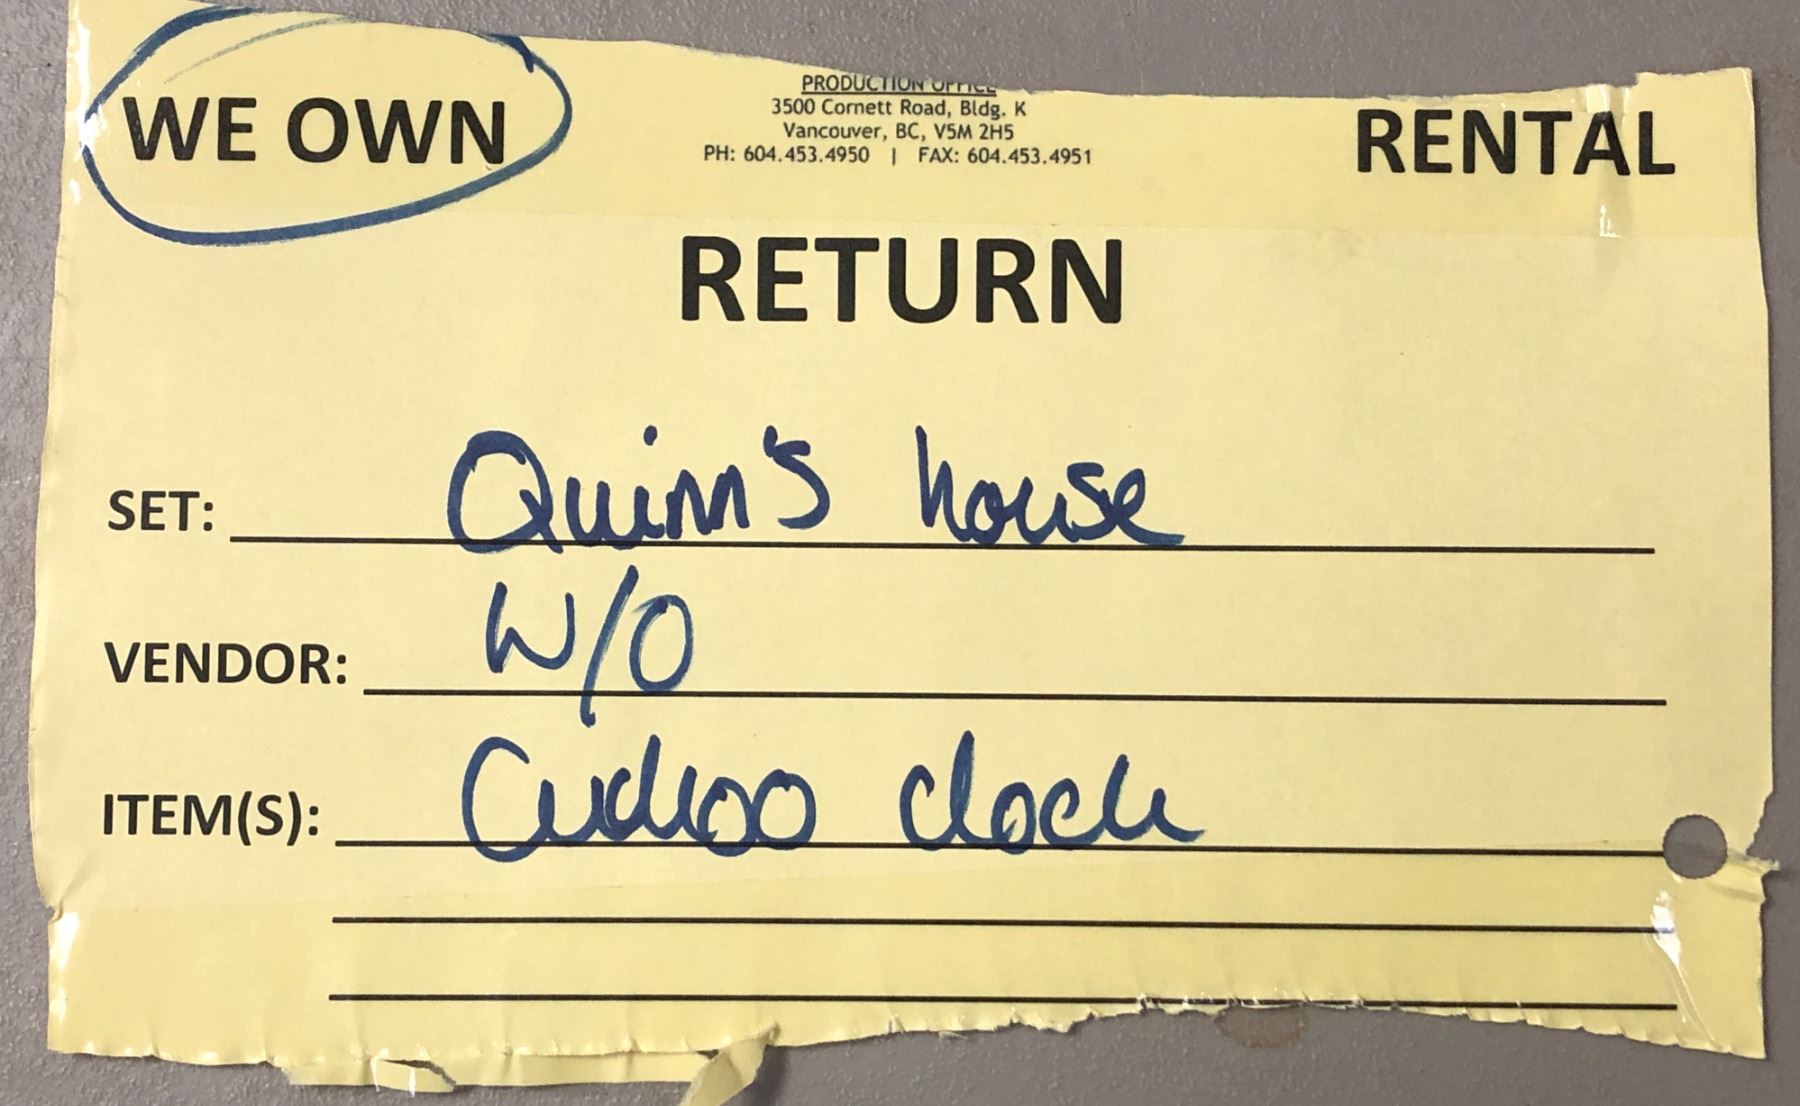 WE OWN
PRODUCTION OFFICE
3500 Cornett Road, Bldg. K
Vancouver, BC, V5M 2H5
PH: 604.453.4950 | FAX: 604.453.4951
RENTAL
RETURN
SET: Quinn's house
VENDOR: W/O
ITEM(S): Cuckoo clock